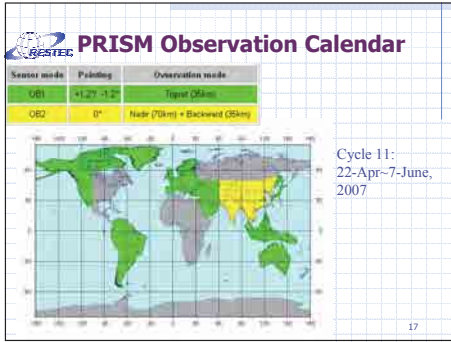 RESTEC
PRISM Observation Calendar
Sensor mode Pointing Ovservation mode
OB1 +1.2°/ -1.2° Triplet (35km)
OB2 0° Nadir (70km) + Backward (35km)
Cycle 11:
22-Apr~7-June,
2007
17